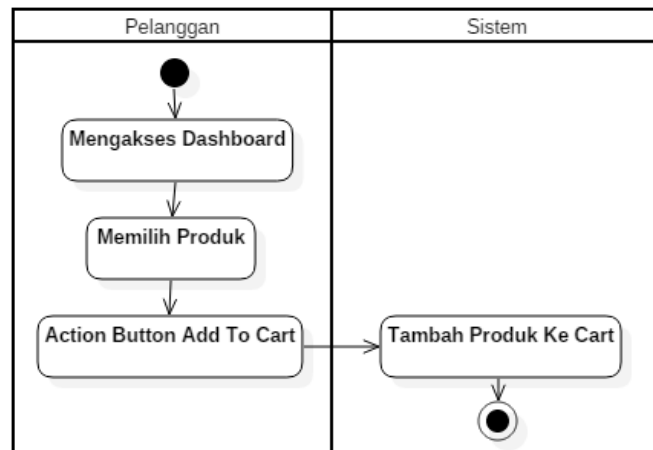 Pelanggan
Sistem
Mengakses Dashboard
Memilih Produk
Action Button Add To Cart
Tambah Produk Ke Cart